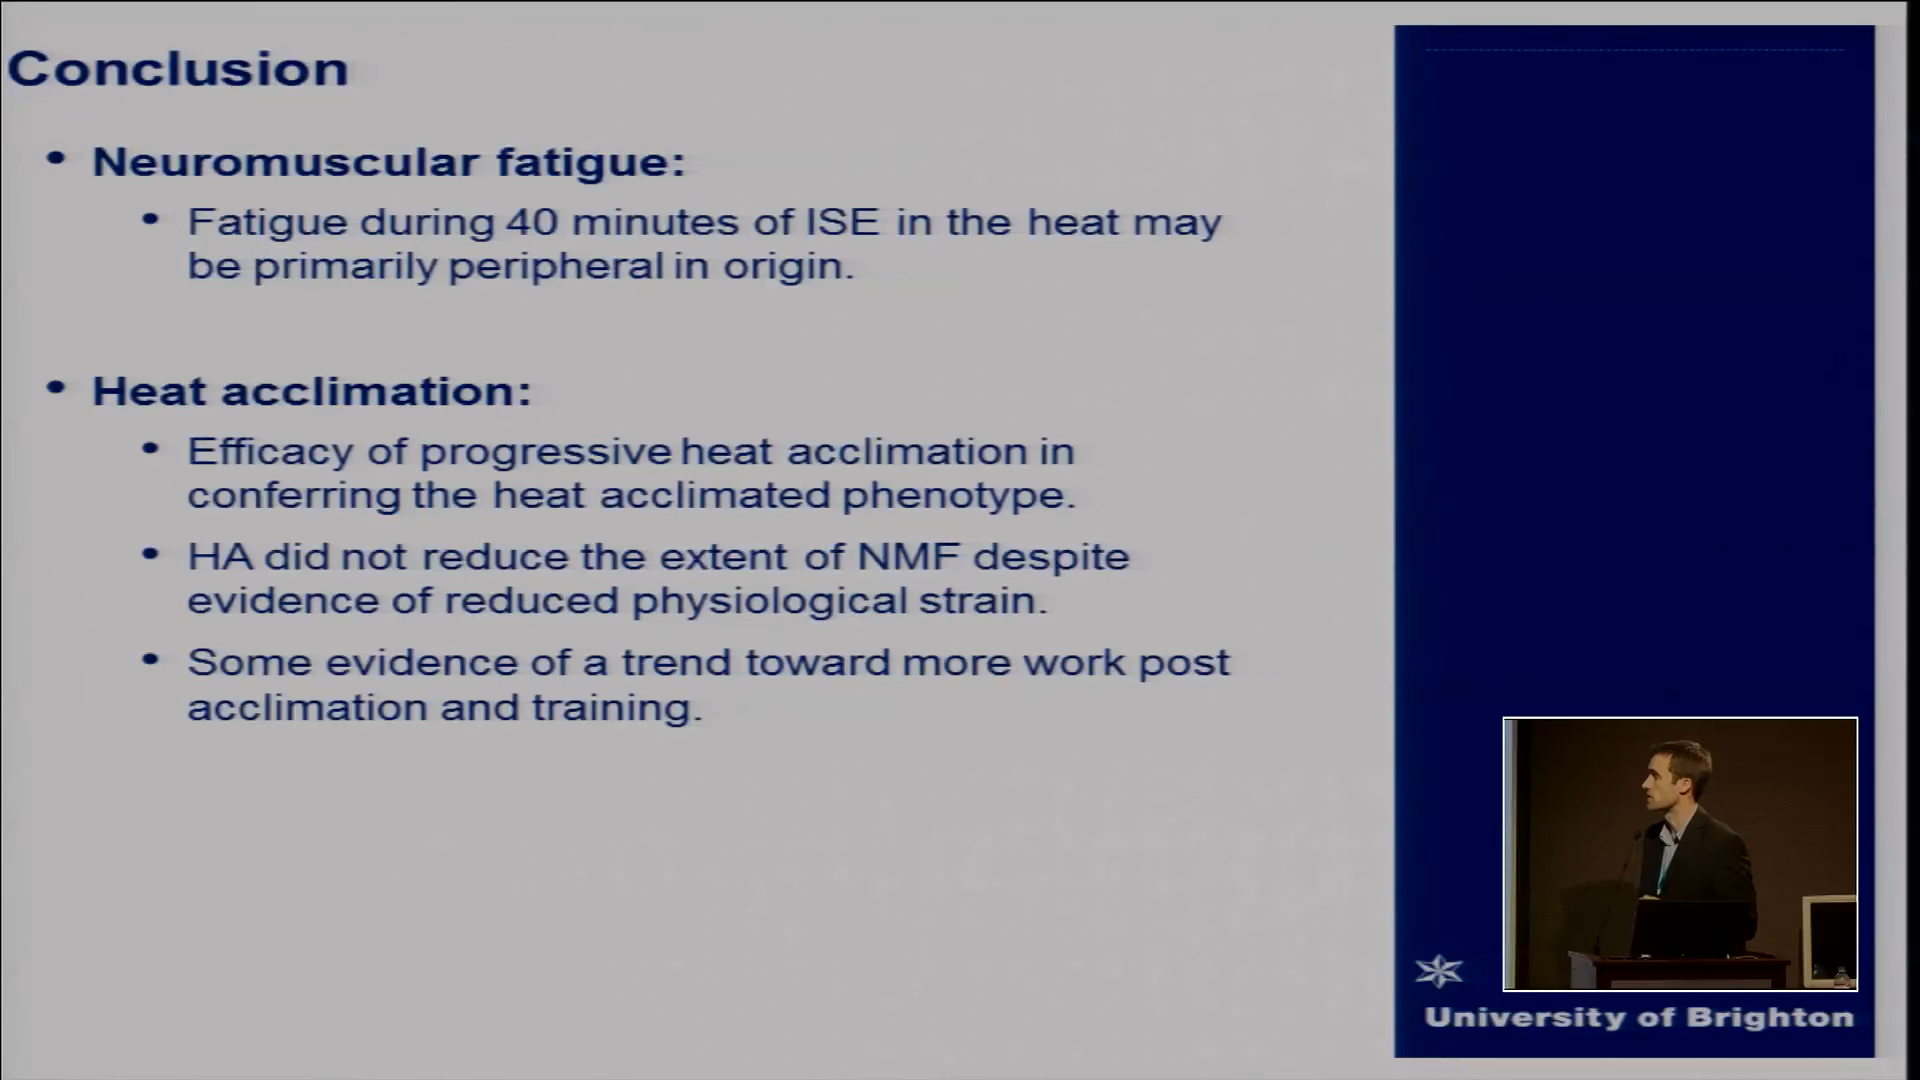 Conclusion
• Neuromuscular fatigue:
• Fatigue during 40 minutes of ISE in the heat may
be primarily peripheral in origin.
• Heat acclimation:
• Efficacy of progressive heat acclimation in
conferring the heat acclimated phenotype.
• HA did not reduce the extent of NMF despite
evidence of reduced physiological strain.
• Some evidence of a trend toward more work post
acclimation and training.
University of Brighton